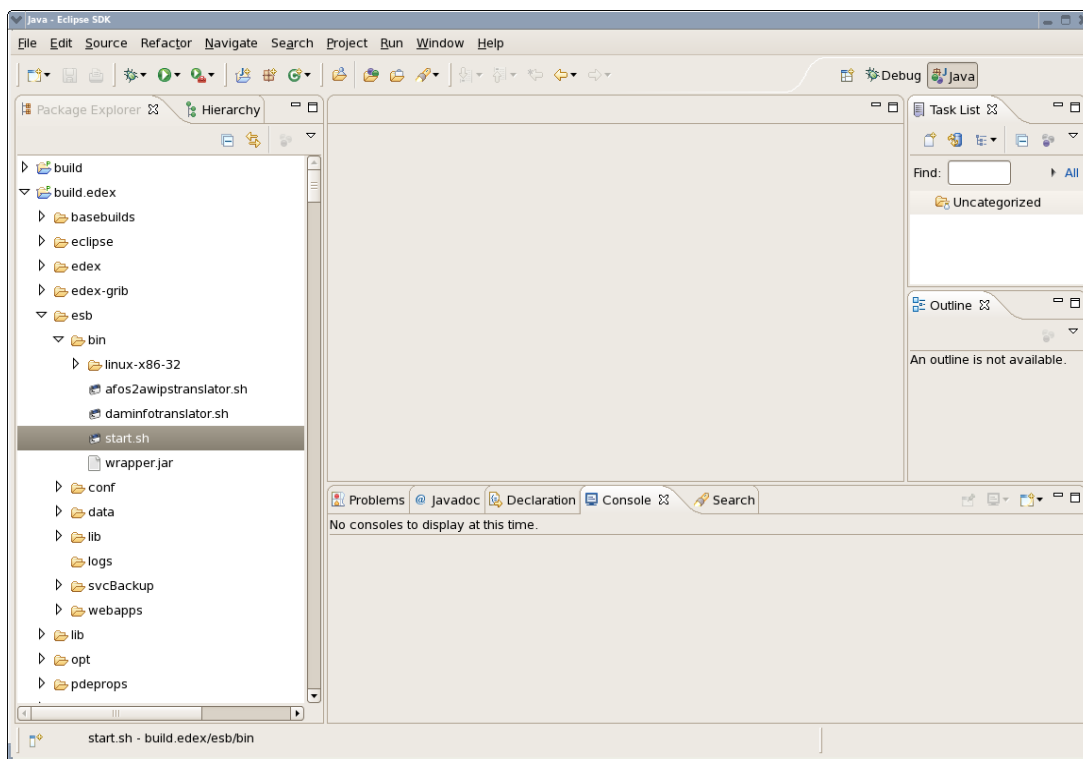 Java - Eclipse SDK
File Edit Source Refactor Navigate Search Project Run Window Help
Debug Java
Package Explorer Hierarchy
build
build.edex
basebuilds
eclipse
edex
edex-grib
esb
bin
linux-x86-32
afos2awipstranslator.sh
daminfotranslator.sh
start.sh
wrapper.jar
conf
data
lib
logs
svcBackup
webapps
lib
opt
pdeprops
Task List
Find: All
Uncategorized
Outline
An outline is not available.
Problems @ Javadoc Declaration Console Search
No consoles to display at this time.
start.sh - build.edex/esb/bin